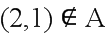 (2,1) ∉ A